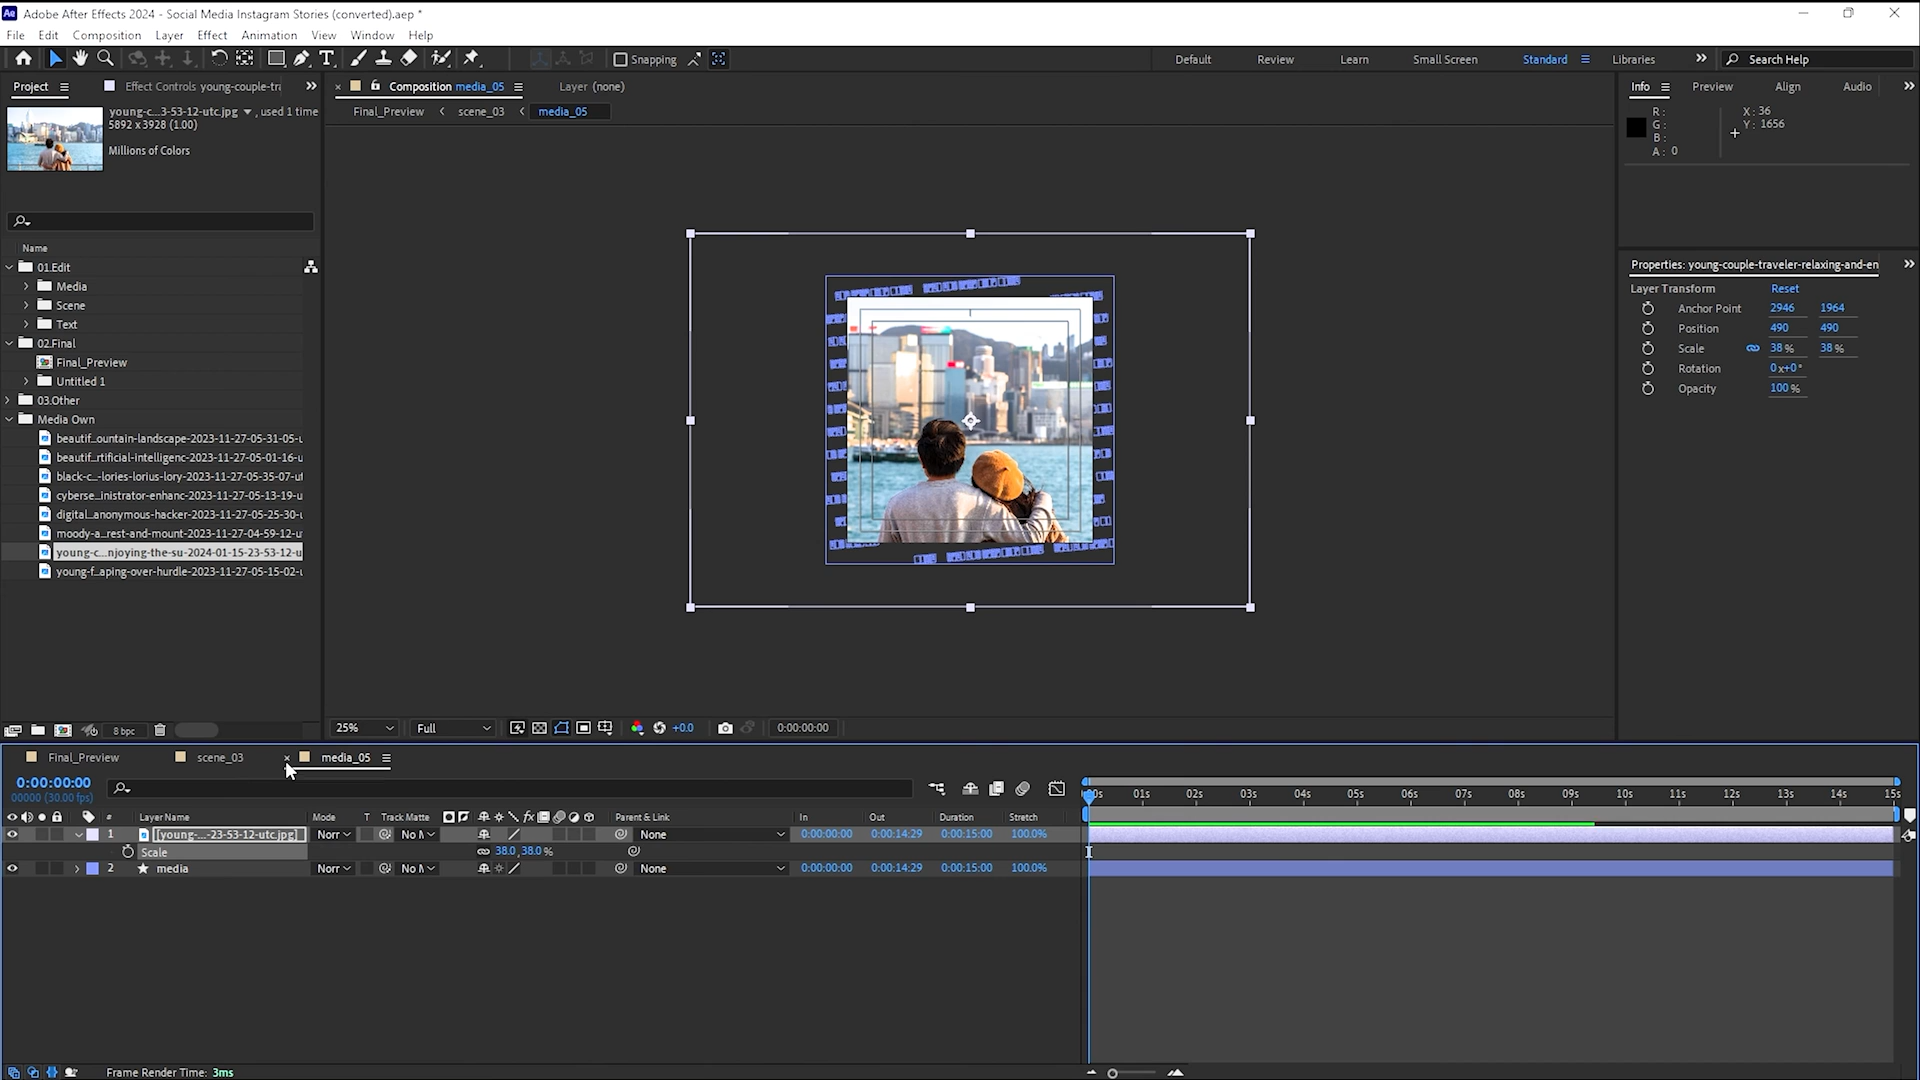 Ae Adobe After Effects 2024 - Social Media Instagram Stories (converted).aep *
File Edit Composition Layer Effect Animation View Window Help
Snapping Default Review Learn Small Screen Standard Libraries Search Help
Project Effect Controls young-couple-tra Composition media_05 Layer (none) Info Preview Align Audio
young-c...3-53-12-utc.jpg , used 1 time
5892 x 3928 (1.00)
Millions of Colors
Final_Preview scene_03 media_05
R: G: B: A: 0
X: 36
Y: 1656
Name
01.Edit
Media
Scene
Text
02.Final
Final_Preview
Untitled 1
03.Other
Media Own
beautif...ountain-landscape-2023-11-27-05-31-05-u
beautif...rtificial-intelligenc-2023-11-27-05-01-16-u
black-c...-lories-lorius-lory-2023-11-27-05-35-07-ut
cyberse...inistrator-enhanc-2023-11-27-05-13-19-u
digital...anonymous-hacker-2023-11-27-05-25-30-u
moody-a...rest-and-mount-2023-11-27-04-59-12-u
young-c...njoying-the-su-2024-01-15-23-53-12-u
young-f...aping-over-hurdle-2023-11-27-05-15-02-u
Properties: young-couple-traveler-relaxing-and-en
Layer Transform Reset
Anchor Point 2946 1964
Position 490 490
Scale 38 % 38 %
Rotation 0x+0°
Opacity 100 %
8 bpc 25% Full +0.0 0:00:00:00
Final_Preview scene_03 media_05
0:00:00:00
00000 (30.00 fps)
00s 01s 02s 03s 04s 05s 06s 07s 08s 09s 10s 11s 12s 13s 14s 15s
# Layer Name Mode T Track Matte fx Parent & Link In Out Duration Stretch
1 [young-...-23-53-12-utc.jpg] Norr No M None 0:00:00:00 0:00:14:29 0:00:15:00 100.0%
Scale 38.0, 38.0 %
2 media Norr No M None 0:00:00:00 0:00:14:29 0:00:15:00 100.0%
Frame Render Time: 3ms